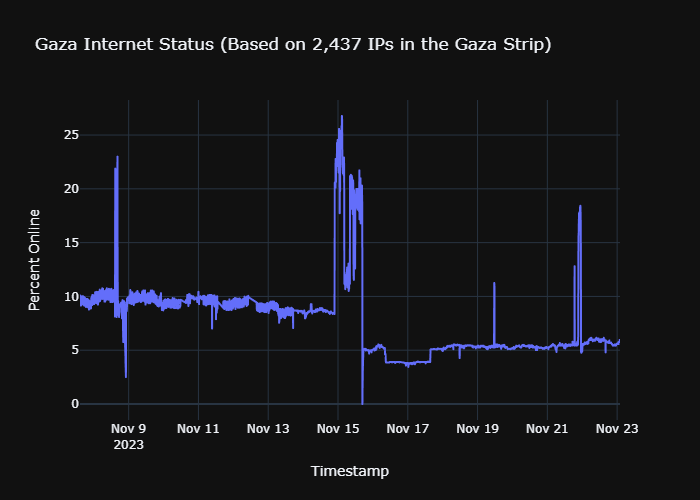 Gaza Internet Status (Based on 2,437 IPs in the Gaza Strip)
Percent Online
25
20
15
10
5
0
Nov 9 Nov 11 Nov 13 Nov 15 Nov 17 Nov 19 Nov 21 Nov 23
2023
Timestamp